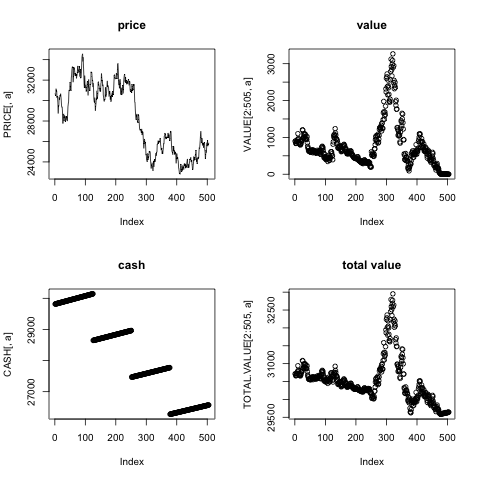 price
PRICE[, a]
24000 28000 32000
0 100 200 300 400 500
Index
value
VALUE[2:505, a]
0 1000 2000 3000
0 100 200 300 400 500
Index
cash
CASH[, a]
27000 29000
0 100 200 300 400 500
Index
total value
TOTAL.VALUE[2:505, a]
29500 31000 32500
0 100 200 300 400 500
Index